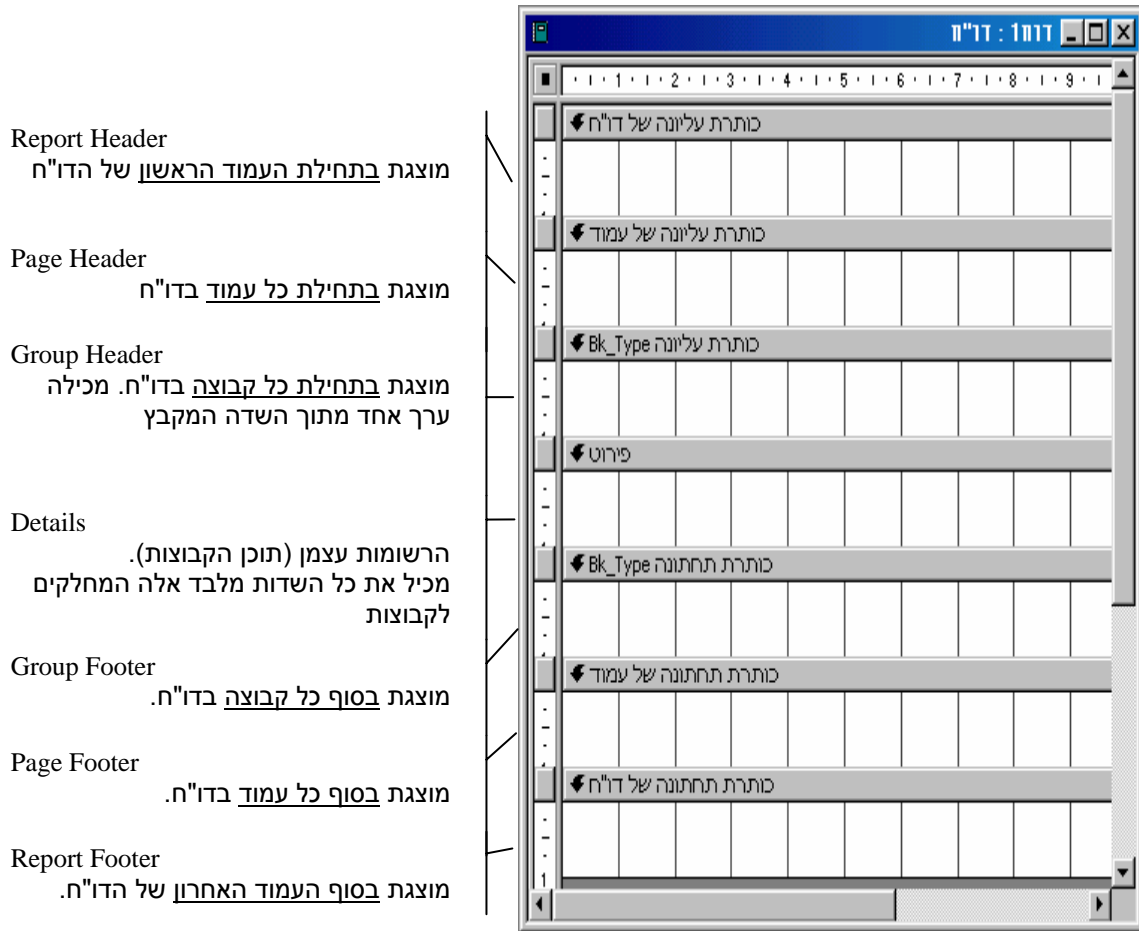 דוח1 : דו"ח
1 2 3 4 5 6 7 8 9
Report Header
מוצגת בתחילת העמוד הראשון של הדו"ח
Page Header
מוצגת בתחילת כל עמוד בדו"ח
Group Header
מוצגת בתחילת כל קבוצה בדו"ח. מכילה
ערך אחד מתוך השדה המקבץ
Details
הרשומות עצמן (תוכן הקבוצות).
מכיל את כל השדות מלבד אלה המחלקים
לקבוצות
Group Footer
מוצגת בסוף כל קבוצה בדו"ח.
Page Footer
מוצגת בסוף כל עמוד בדו"ח.
Report Footer
מוצגת בסוף העמוד האחרון של הדו"ח.
כותרת עליונה של דו"ח
כותרת עליונה של עמוד
כותרת עליונה Bk_Type
פירוט
כותרת תחתונה Bk_Type
כותרת תחתונה של עמוד
כותרת תחתונה של דו"ח
1